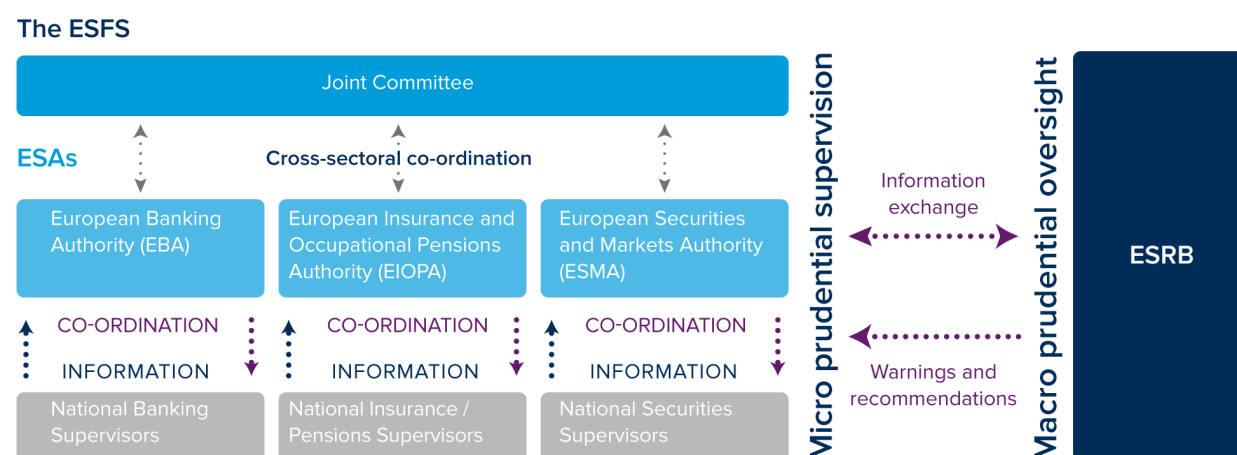 The ESFS
Joint Committee
ESAs
Cross-sectoral co-ordination
European Banking
Authority (EBA)
European Insurance and
Occupational Pensions
Authority (EIOPA)
European Securities
and Markets Authority
(ESMA)
CO-ORDINATION
INFORMATION
CO-ORDINATION
INFORMATION
CO-ORDINATION
INFORMATION
National Banking
Supervisors
National Insurance /
Pensions Supervisors
National Securities
Supervisors
Micro prudential supervision
Information
exchange
Warnings and
recommendations
Macro prudential oversight
ESRB